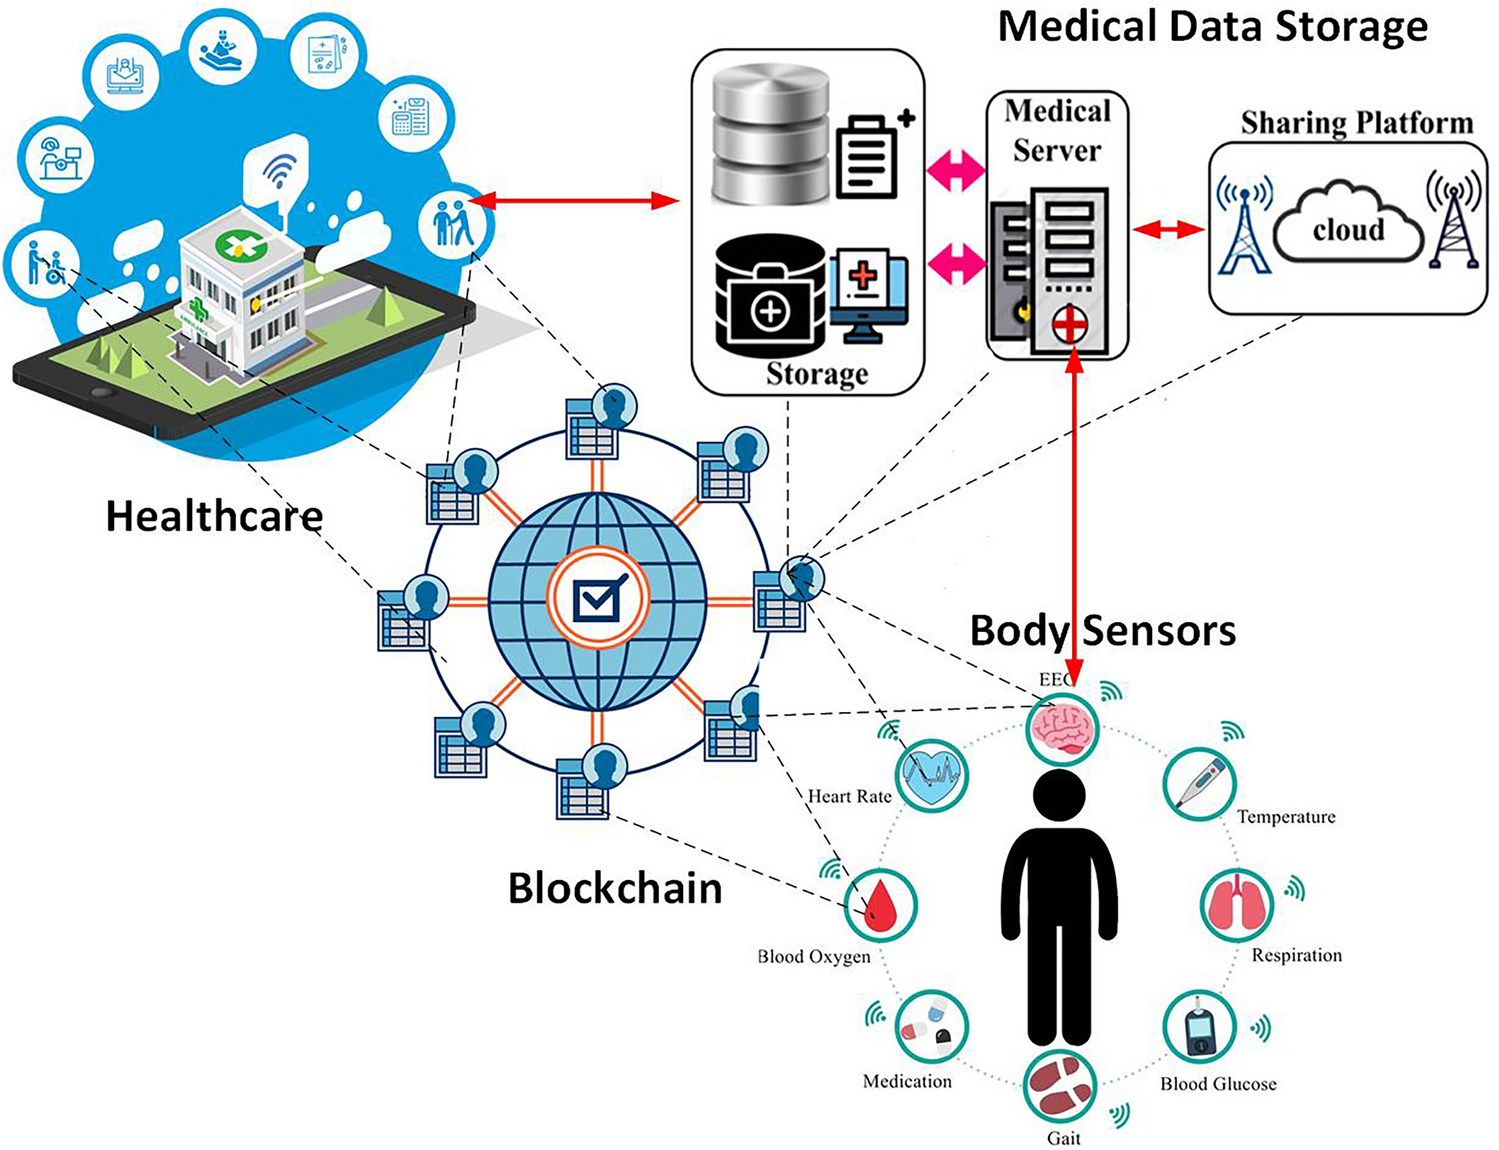 Medical Data Storage
Medical
Server
Sharing Platform
cloud
AMBULANCE
Storage
Healthcare
Body Sensors
EEG
Heart Rate
Temperature
Blockchain
Blood Oxygen
Respiration
Medication
Blood Glucose
Gait